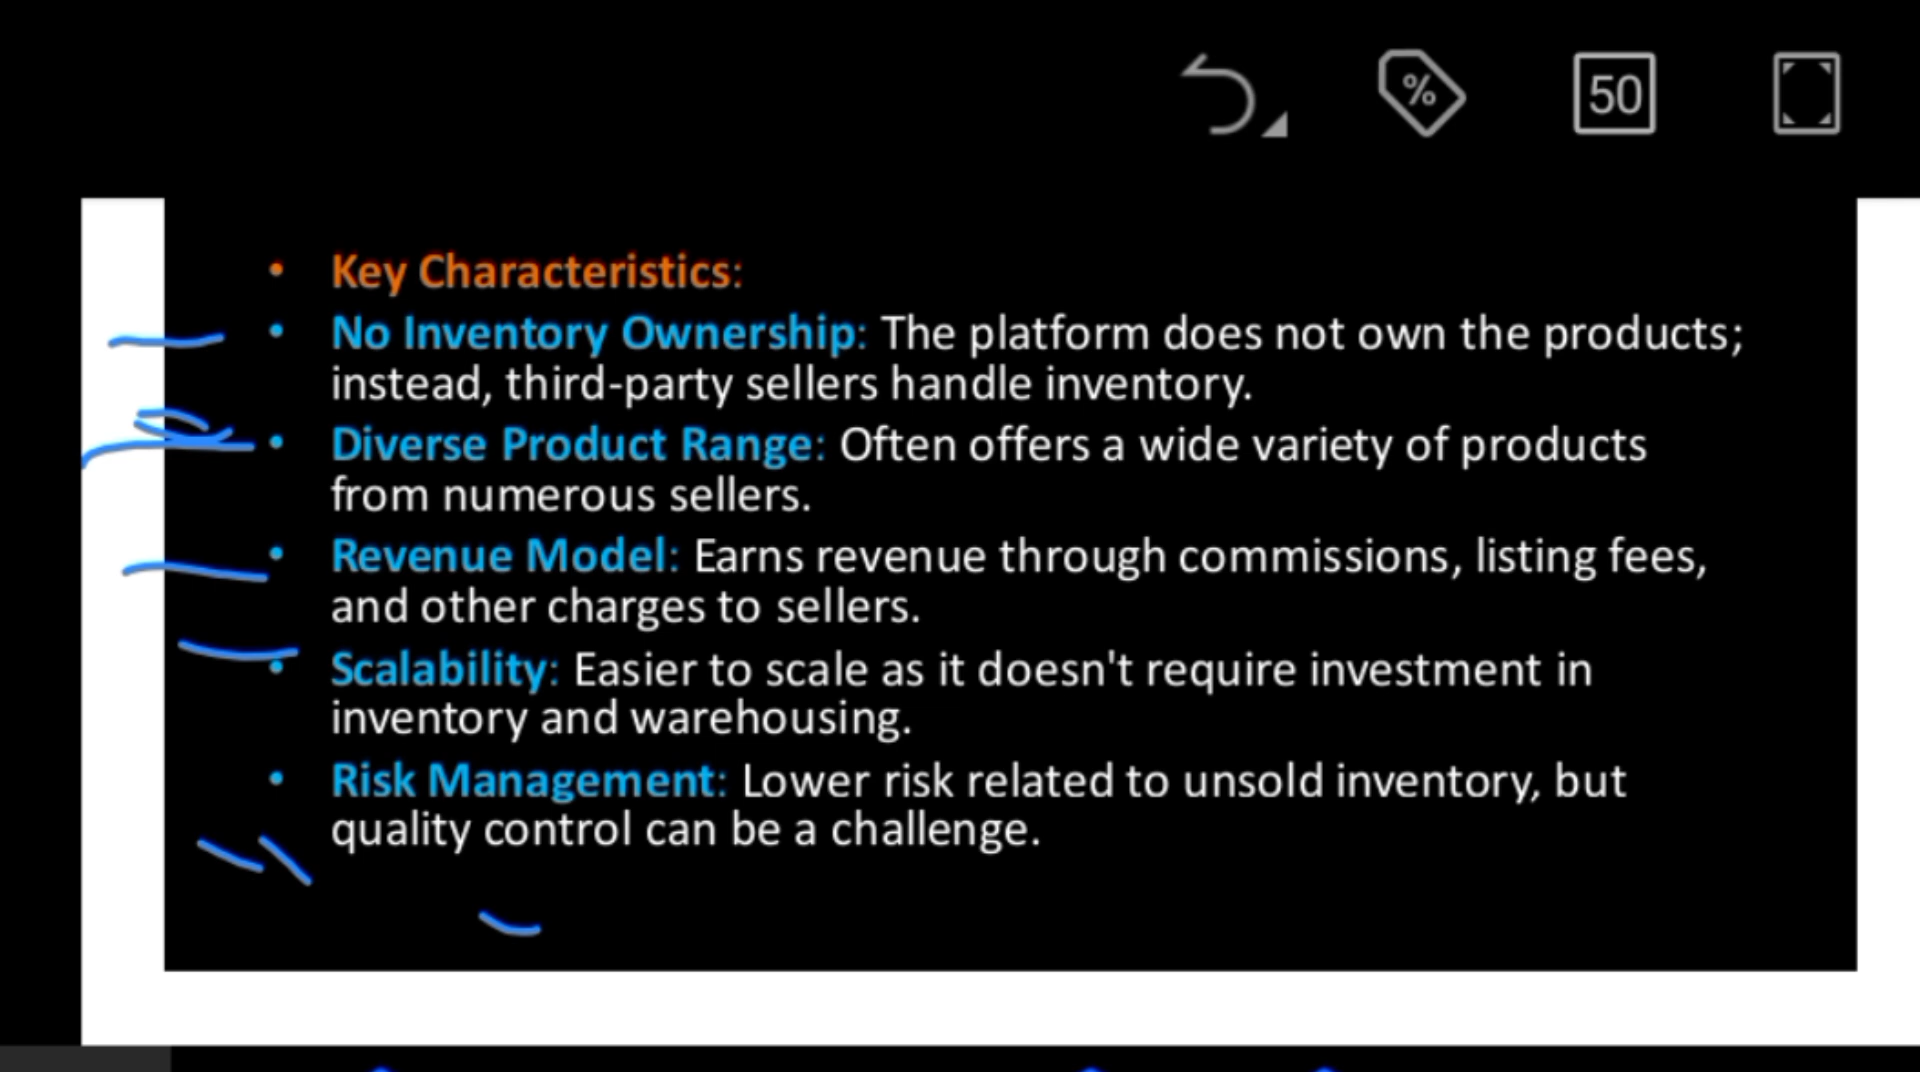 %
50
• Key Characteristics:
• No Inventory Ownership: The platform does not own the products;
instead, third-party sellers handle inventory.
• Diverse Product Range: Often offers a wide variety of products
from numerous sellers.
• Revenue Model: Earns revenue through commissions, listing fees,
and other charges to sellers.
• Scalability: Easier to scale as it doesn't require investment in
inventory and warehousing.
• Risk Management: Lower risk related to unsold inventory, but
quality control can be a challenge.